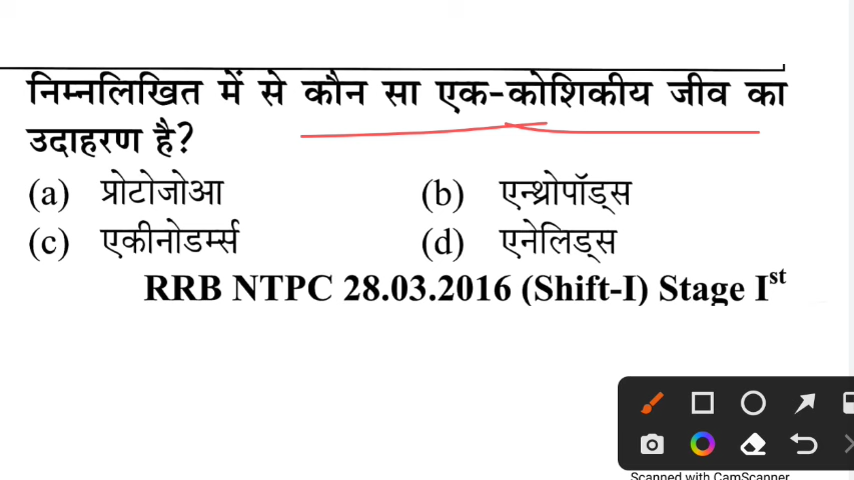 निम्नलिखित में से कौन सा एक-कोशिकीय जीव का
उदाहरण है?
(a) प्रोटोजोआ (b) एन्थ्रोपॉड्स
(c) एकीनोडर्म्स (d) एनेलिड्स
RRB NTPC 28.03.2016 (Shift-I) Stage Ist
Scanned with CamScanner